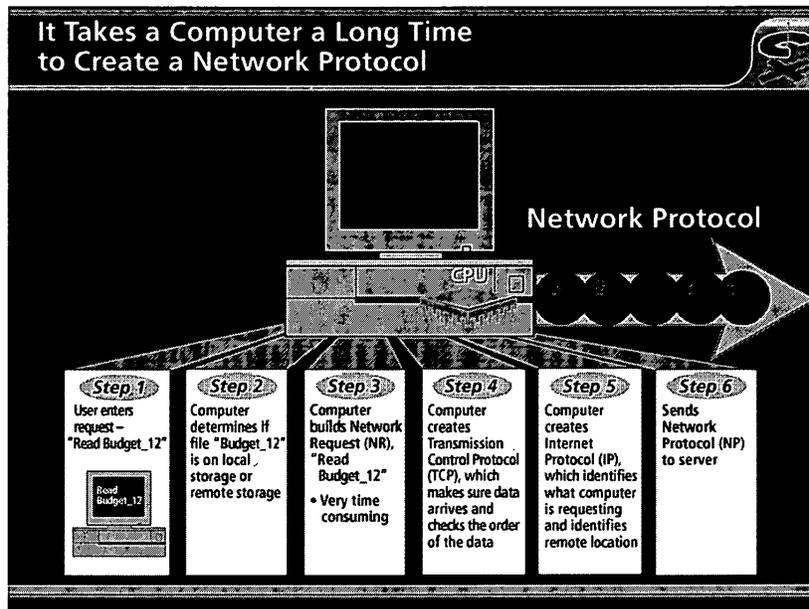 It Takes a Computer a Long Time
to Create a Network Protocol
Network Protocol
CPU
Step 1
User enters
request –
"Read Budget_12"
Read
Budget_12
Step 2
Computer
determines if
file "Budget_12"
is on local
storage or
remote storage
Step 3
Computer
builds Network
Request (NR),
"Read
Budget_12"
• Very time
consuming
Step 4
Computer
creates
Transmission
Control Protocol
(TCP), which
makes sure data
arrives and
checks the order
of the data
Step 5
Computer
creates
Internet
Protocol (IP),
which identifies
what computer
is requesting
and identifies
remote location
Step 6
Sends
Network
Protocol (NP)
to server